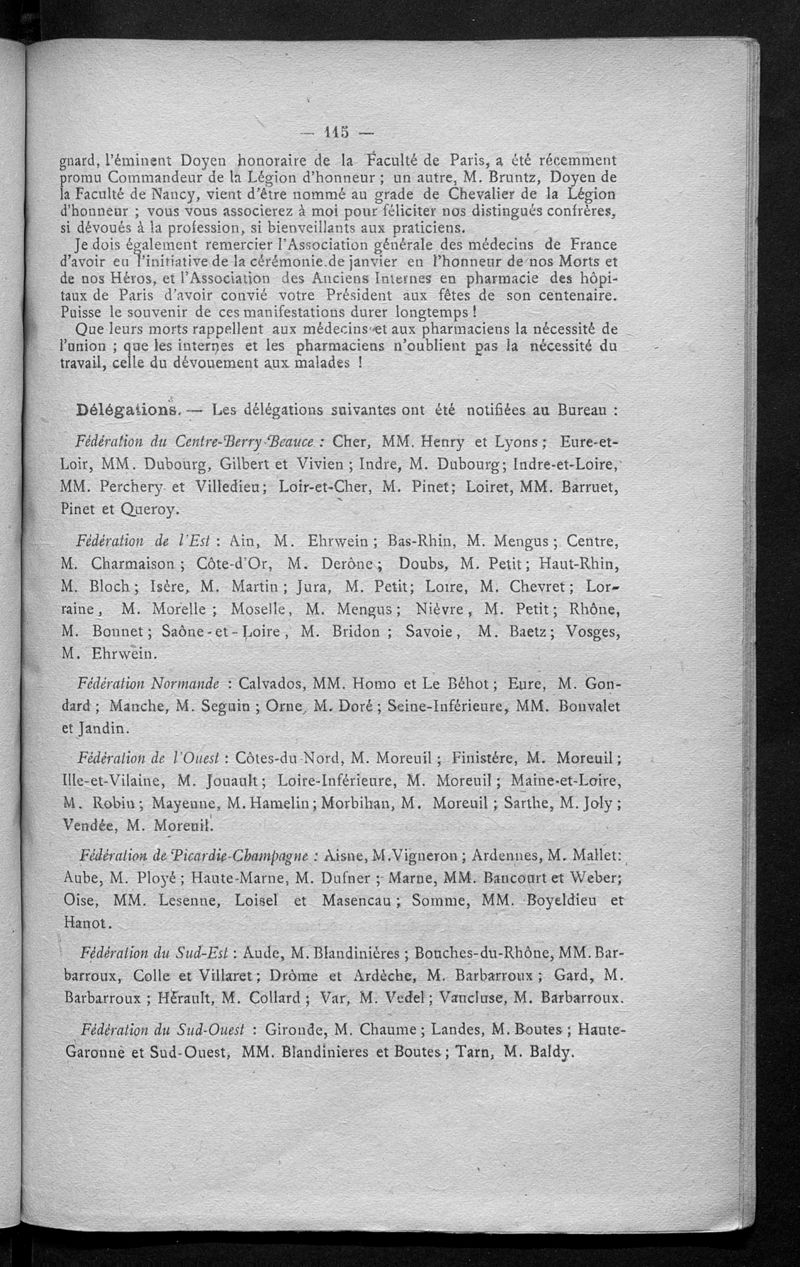 — 115 —
gnard, l'éminent Doyen honoraire de la Faculté de Paris, a été récemment
promu Commandeur de la Légion d'honneur ; un autre, M. Bruntz, Doyen de
la Faculté de Nancy, vient d'être nommé au grade de Chevalier de la Légion
d'honneur ; vous vous associerez à moi pour féliciter nos distingués confrères,
si dévoués à la profession, si bienveillants aux praticiens.
Je dois également remercier l'Association générale des médecins de France
d'avoir eu l'initiative de la cérémonie de janvier en l'honneur de nos Morts et
de nos Héros, et l'Association des Anciens Internes en pharmacie des hôpi-
taux de Paris d'avoir convié votre Président aux fêtes de son centenaire.
Puisse le souvenir de ces manifestations durer longtemps !
Que leurs morts rappellent aux médecins et aux pharmaciens la nécessité de
l'union ; que les internes et les pharmaciens n'oublient pas la nécessité du
travail, celle du dévouement aux malades !
Délégations. — Les délégations suivantes ont été notifiées au Bureau :
Fédération du Centre-Berry-Beauce : Cher, MM. Henry et Lyons ; Eure-et-
Loir, MM. Dubourg, Gilbert et Vivien ; Indre, M. Dubourg ; Indre-et-Loire,
MM. Perchery et Villedieu ; Loir-et-Cher, M. Pinet ; Loiret, MM. Barruet,
Pinet et Queroy.
Fédération de l'Est : Ain, M. Ehrwein ; Bas-Rhin, M. Mengus ; Centre,
M. Charmaison ; Côte-d'Or, M. Derône ; Doubs, M. Petit ; Haut-Rhin,
M. Bloch ; Isère, M. Martin ; Jura, M. Petit ; Loire, M. Chevret ; Lor-
raine, M. Morelle ; Moselle, M. Mengus ; Nièvre, M. Petit ; Rhône,
M. Bonnet ; Saône-et-Loire, M. Bridon ; Savoie, M. Baetz ; Vosges,
M. Ehrwein.
Fédération Normande : Calvados, MM. Homo et Le Béhot ; Eure, M. Gon-
dard ; Manche, M. Seguin ; Orne, M. Doré ; Seine-Inférieure, MM. Bonvalet
et Jandin.
Fédération de l'Ouest : Côtes-du Nord, M. Moreuil ; Finistére, M. Moreuil ;
Ille-et-Vilaine, M. Jouault ; Loire-Inférieure, M. Moreuil ; Maine-et-Loire,
M. Robin ; Mayenne, M. Hamelin ; Morbihan, M. Moreuil ; Sarthe, M. Joly ;
Vendée, M. Moreuil.
Fédération de Picardie-Champagne : Aisne, M. Vigneron ; Ardennes, M. Mallet ;
Aube, M. Ployé ; Haute-Marne, M. Dufner ; Marne, MM. Bancourt et Weber ;
Oise, MM. Lesenne, Loisel et Masencau ; Somme, MM. Boyeldieu et
Hanot.
Fédération du Sud-Est : Aude, M. Blandiniéres ; Bouches-du-Rhône, MM. Bar-
barroux, Colle et Villaret ; Drôme et Ardèche, M. Barbarroux ; Gard, M.
Barbarroux ; Hérault, M. Collard ; Var, M. Vedel ; Vaucluse, M. Barbarroux.
Fédération du Sud-Ouest : Gironde, M. Chaume ; Landes, M. Boutes ; Haute-
Garonne et Sud-Ouest, MM. Blandinieres et Boutes ; Tarn, M. Baldy.